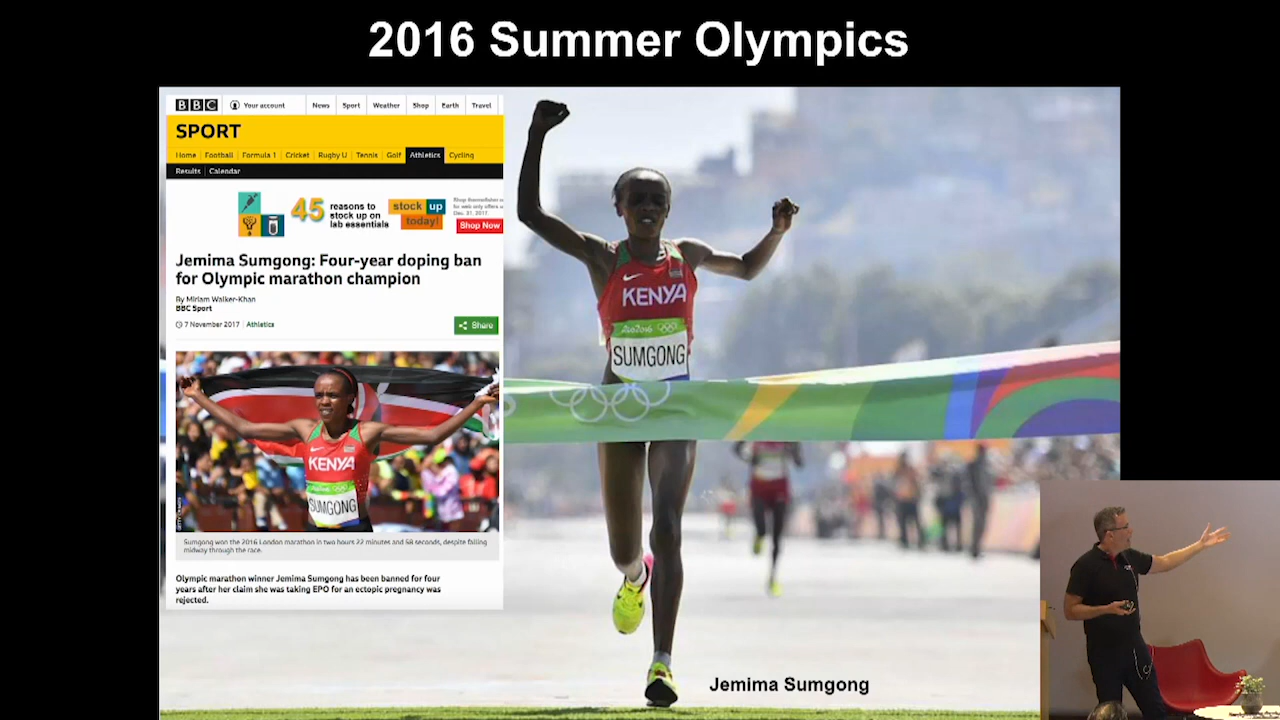 2016 Summer Olympics
BBC Your account News Sport Weather Shop Earth Travel
SPORT
Home Football Formula 1 Cricket Rugby U Tennis Golf Athletics Cycling
Results Calendar
45 reasons to stock up on lab essentials
stock up today!
Shop Now
Jemima Sumgong: Four-year doping ban
for Olympic marathon champion
By Miriam Walker-Khan
BBC Sport
7 November 2017 Athletics
Share
KENYA
SUMGONG
Sumgong won the 2016 London marathon in two hours 22 minutes and 58 seconds, despite falling
midway through the race.
Olympic marathon winner Jemima Sumgong has been banned for four
years after her claim she was taking EPO for an ectopic pregnancy was
rejected.
KENYA
Rio2016
SUMGONG
Jemima Sumgong